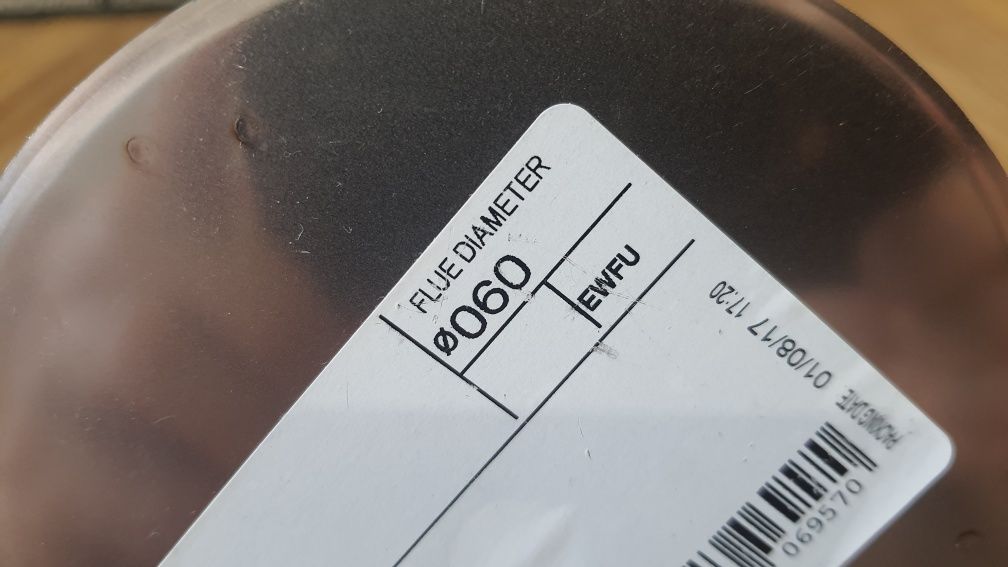 FLUE DIAMETER
Ø060
EWFU
PACKING DATE 01/08/17 17:20
069570